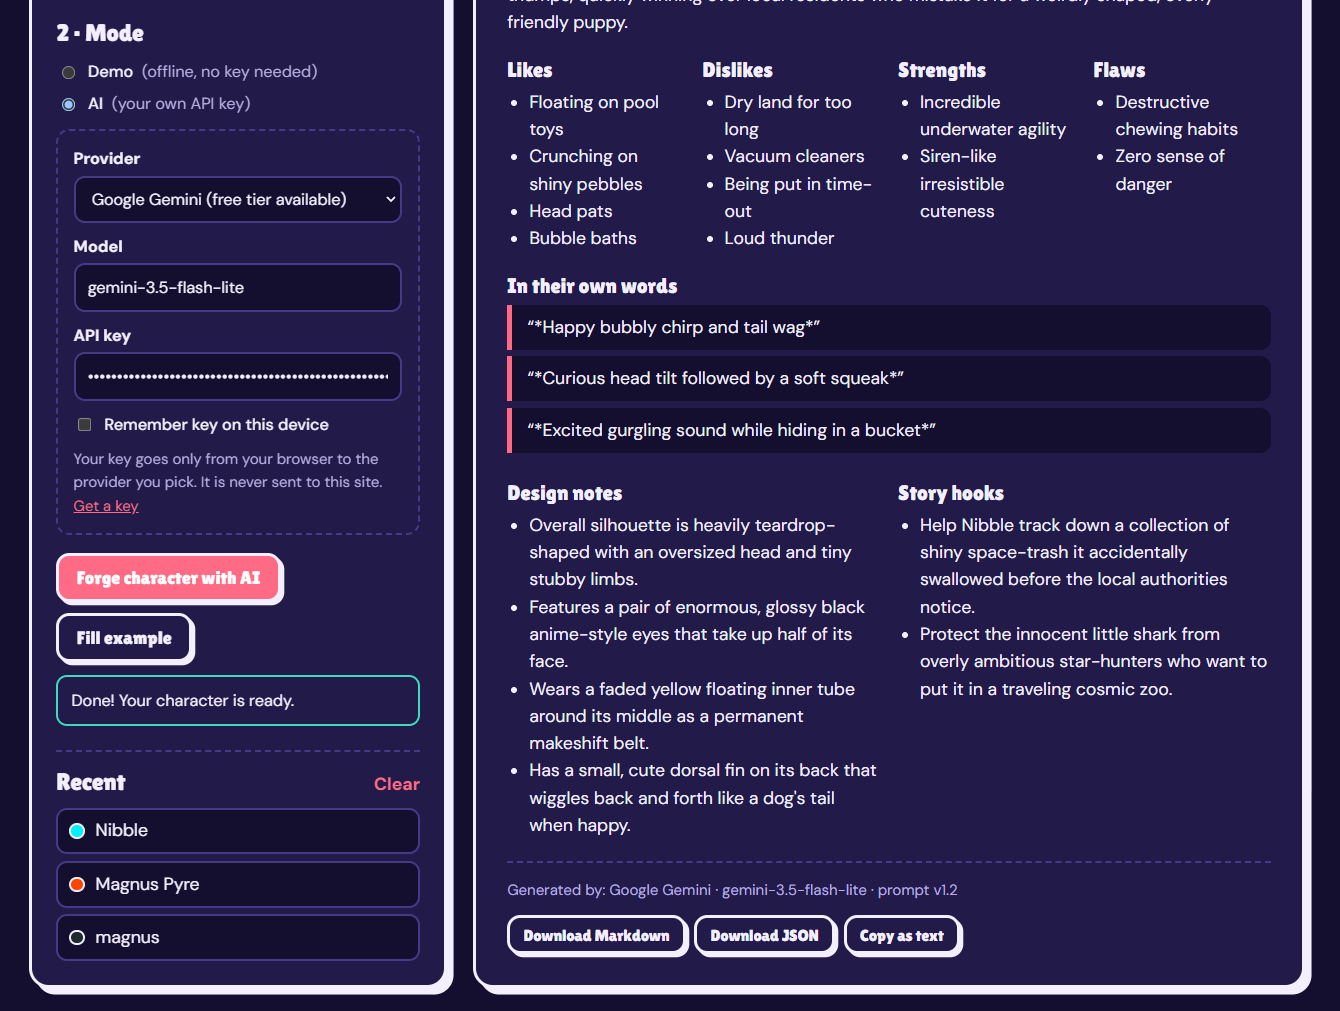 2 · Mode
Demo (offline, no key needed)
AI (your own API key)
Provider
Google Gemini (free tier available)
Model
gemini-3.5-flash-lite
API key
Remember key on this device
Your key goes only from your browser to the
provider you pick. It is never sent to this site.
Get a key
Forge character with AI
Fill example
Done! Your character is ready.
Recent
Clear
Nibble
Magnus Pyre
magnus
friendly puppy.
Likes
Floating on pool
toys
Crunching on
shiny pebbles
Head pats
Bubble baths
Dislikes
Dry land for too
long
Vacuum cleaners
Being put in time-
out
Loud thunder
Strengths
Incredible
underwater agility
Siren-like
irresistible
cuteness
Flaws
Destructive
chewing habits
Zero sense of
danger
In their own words
“*Happy bubbly chirp and tail wag*”
“*Curious head tilt followed by a soft squeak*”
“*Excited gurgling sound while hiding in a bucket*”
Design notes
Overall silhouette is heavily teardrop-
shaped with an oversized head and tiny
stubby limbs.
Features a pair of enormous, glossy black
anime-style eyes that take up half of its
face.
Wears a faded yellow floating inner tube
around its middle as a permanent
makeshift belt.
Has a small, cute dorsal fin on its back that
wiggles back and forth like a dog's tail
when happy.
Story hooks
Help Nibble track down a collection of
shiny space-trash it accidentally
swallowed before the local authorities
notice.
Protect the innocent little shark from
overly ambitious star-hunters who want to
put it in a traveling cosmic zoo.
Generated by: Google Gemini · gemini-3.5-flash-lite · prompt v1.2
Download Markdown
Download JSON
Copy as text